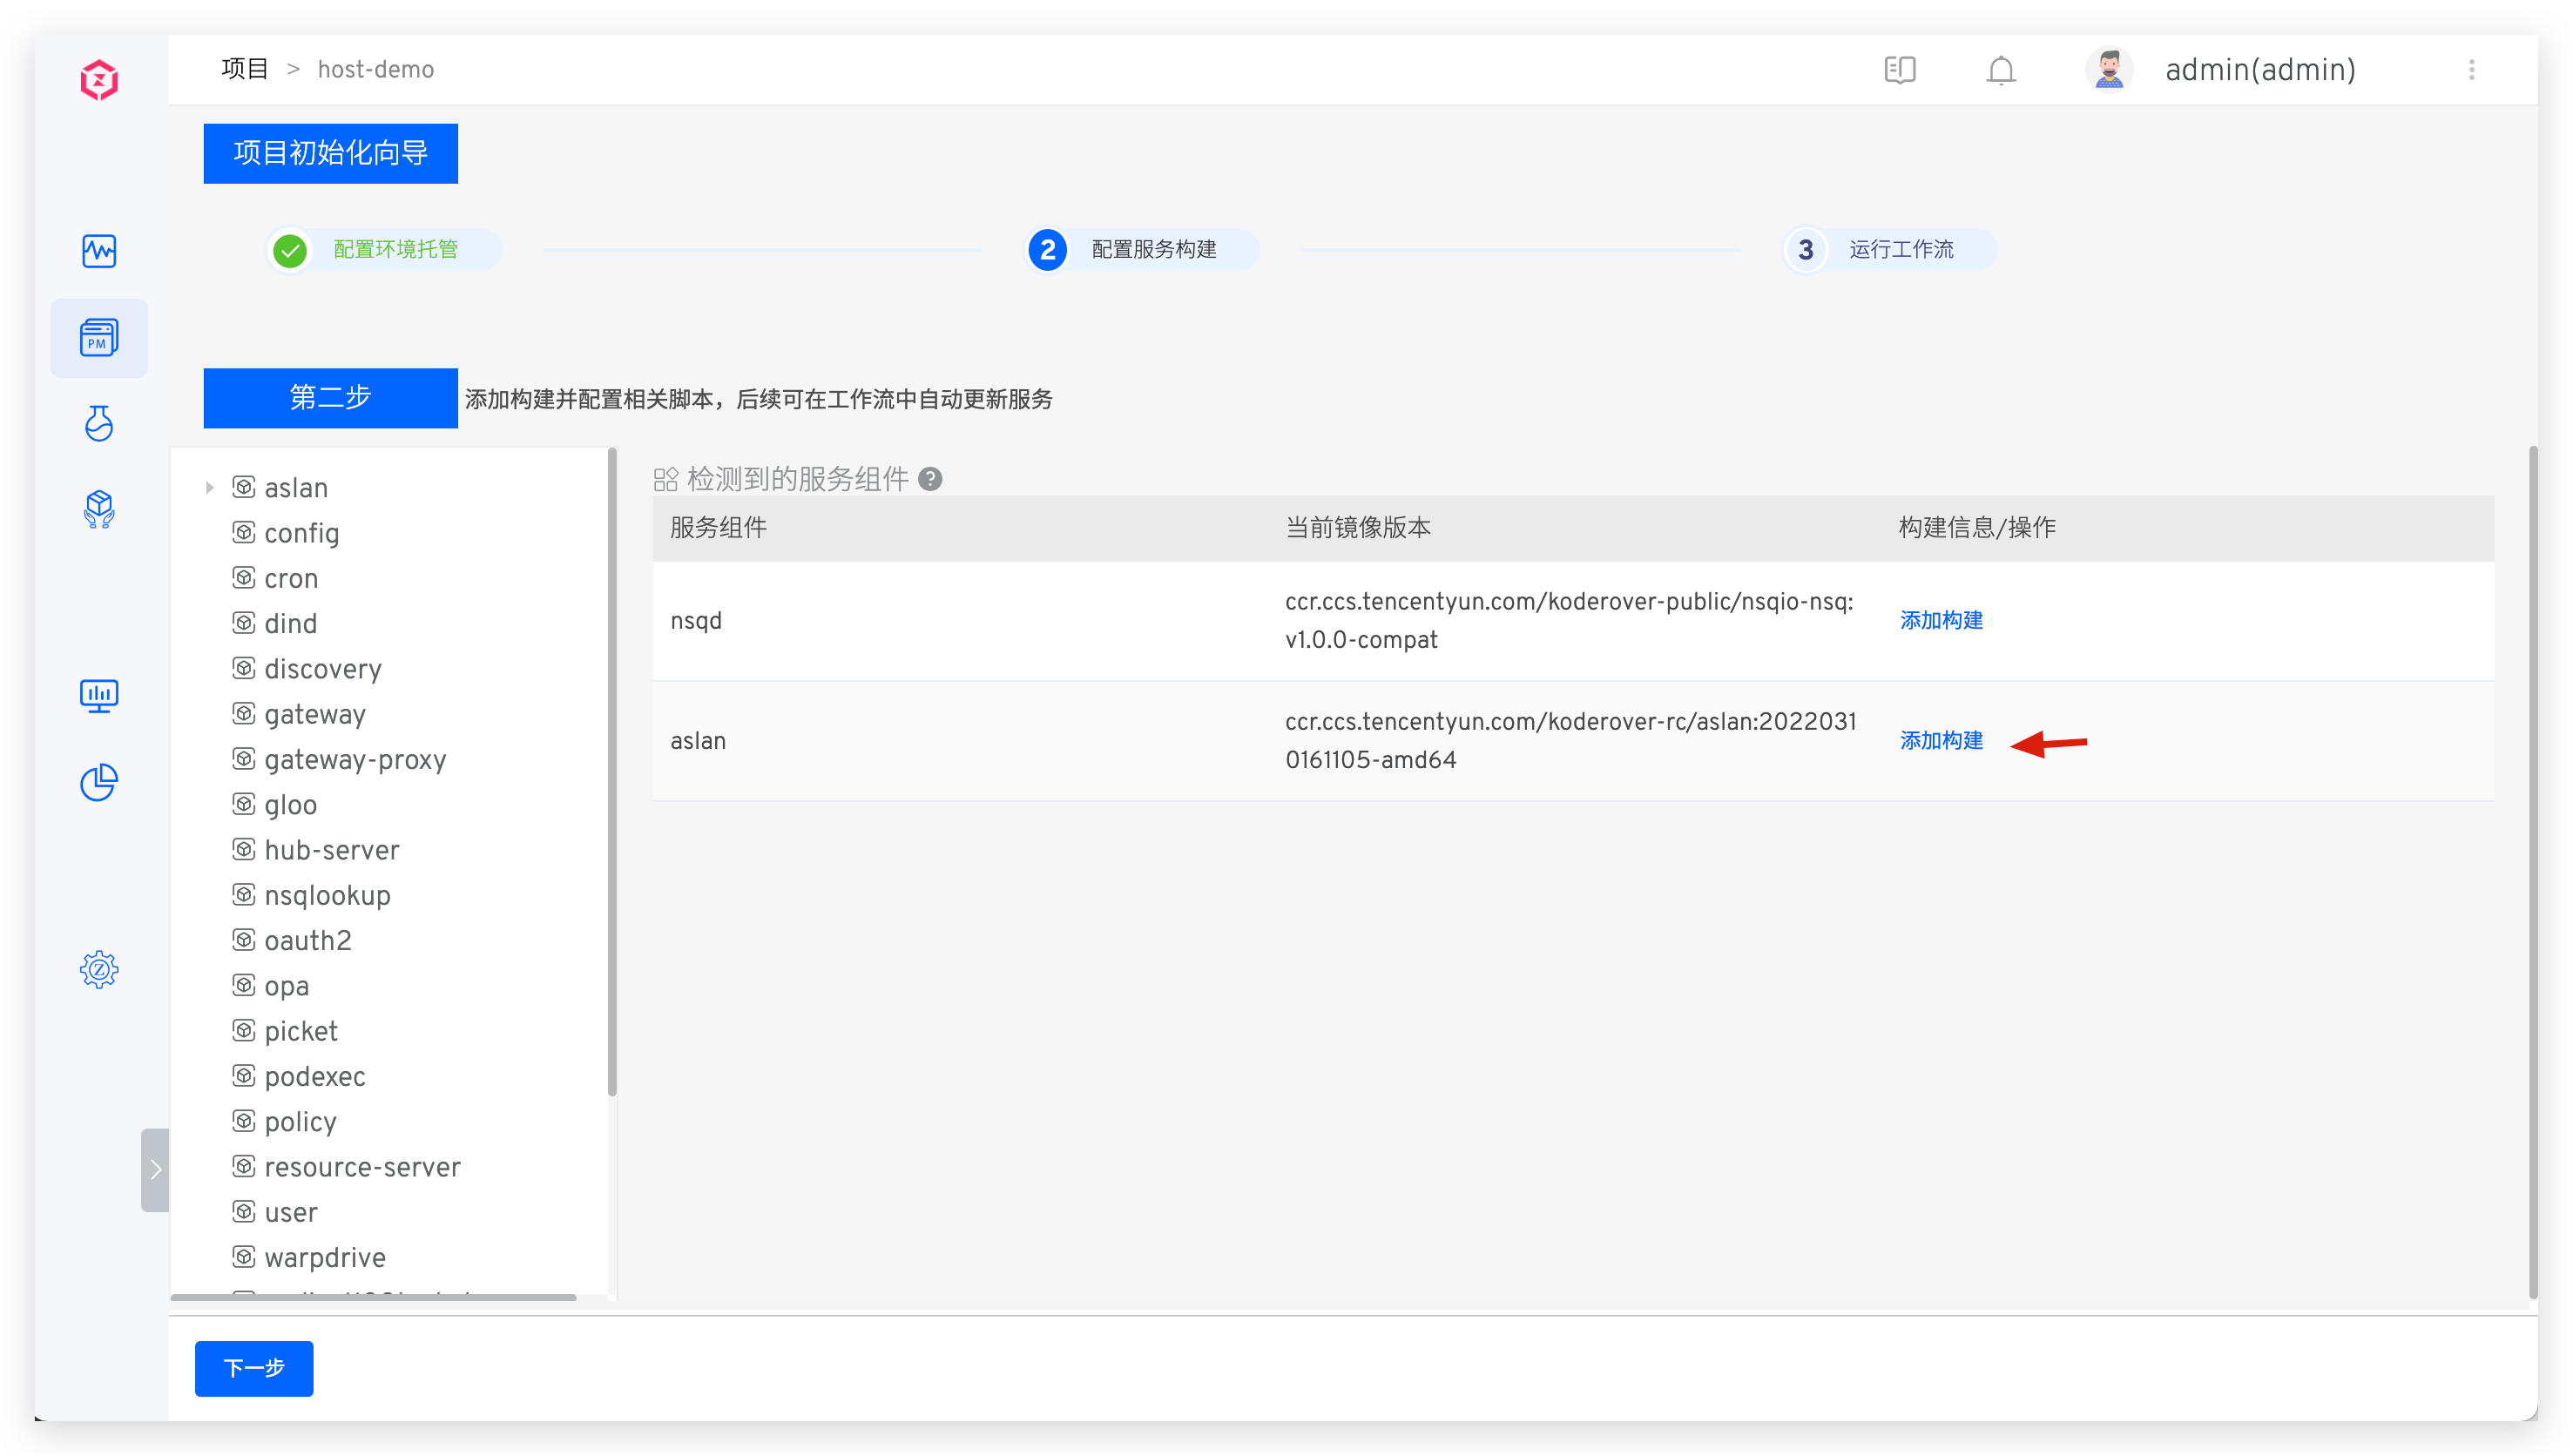 项目 > host-demo
admin(admin)
项目初始化向导
配置环境托管
2 配置服务构建
3 运行工作流
PM
第二步 添加构建并配置相关脚本，后续可在工作流中自动更新服务
aslan
config
cron
dind
discovery
gateway
gateway-proxy
gloo
hub-server
nsqlookup
oauth2
opa
picket
podexec
policy
resource-server
user
warpdrive
检测到的服务组件 ?
服务组件 当前镜像版本 构建信息/操作
nsqd ccr.ccs.tencentyun.com/koderover-public/nsqio-nsq: 添加构建
v1.0.0-compat
aslan ccr.ccs.tencentyun.com/koderover-rc/aslan:2022031 添加构建
0161105-amd64
Z
下一步